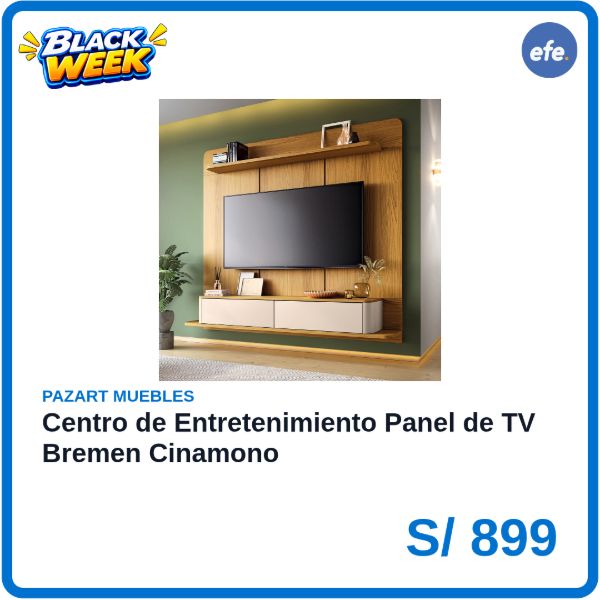 BLACK
WEEK
efe.
PAZART MUEBLES
Centro de Entretenimiento Panel de TV
Bremen Cinamono
S/ 899